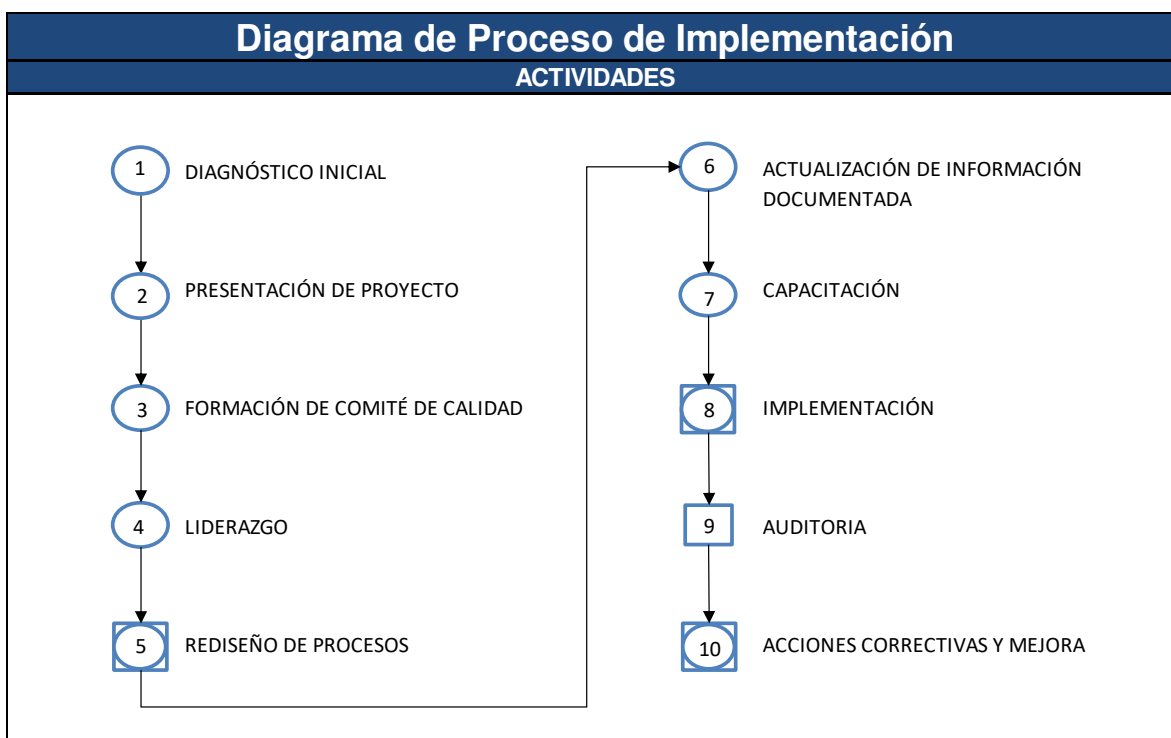 Diagrama de Proceso de Implementación
ACTIVIDADES
1 DIAGNÓSTICO INICIAL
2 PRESENTACIÓN DE PROYECTO
3 FORMACIÓN DE COMITÉ DE CALIDAD
4 LIDERAZGO
5 REDISEÑO DE PROCESOS
6 ACTUALIZACIÓN DE INFORMACIÓN
DOCUMENTADA
7 CAPACITACIÓN
8 IMPLEMENTACIÓN
9 AUDITORIA
10 ACCIONES CORRECTIVAS Y MEJORA